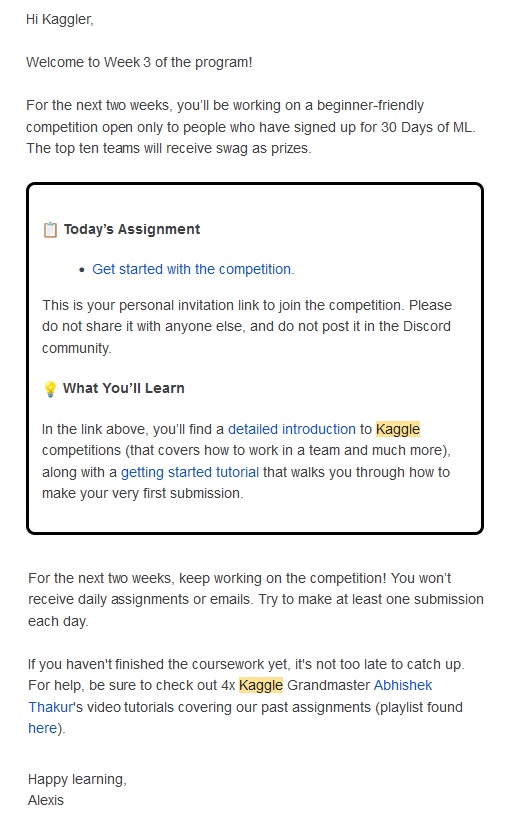 Hi Kaggler,
Welcome to Week 3 of the program!
For the next two weeks, you’ll be working on a beginner-friendly
competition open only to people who have signed up for 30 Days of ML.
The top ten teams will receive swag as prizes.
📋 Today’s Assignment
• Get started with the competition.
This is your personal invitation link to join the competition. Please
do not share it with anyone else, and do not post it in the Discord
community.
💡 What You’ll Learn
In the link above, you’ll find a detailed introduction to Kaggle
competitions (that covers how to work in a team and much more),
along with a getting started tutorial that walks you through how to
make your very first submission.
For the next two weeks, keep working on the competition! You won’t
receive daily assignments or emails. Try to make at least one submission
each day.
If you haven't finished the coursework yet, it's not too late to catch up.
For help, be sure to check out 4x Kaggle Grandmaster Abhishek
Thakur's video tutorials covering our past assignments (playlist found
here).
Happy learning,
Alexis